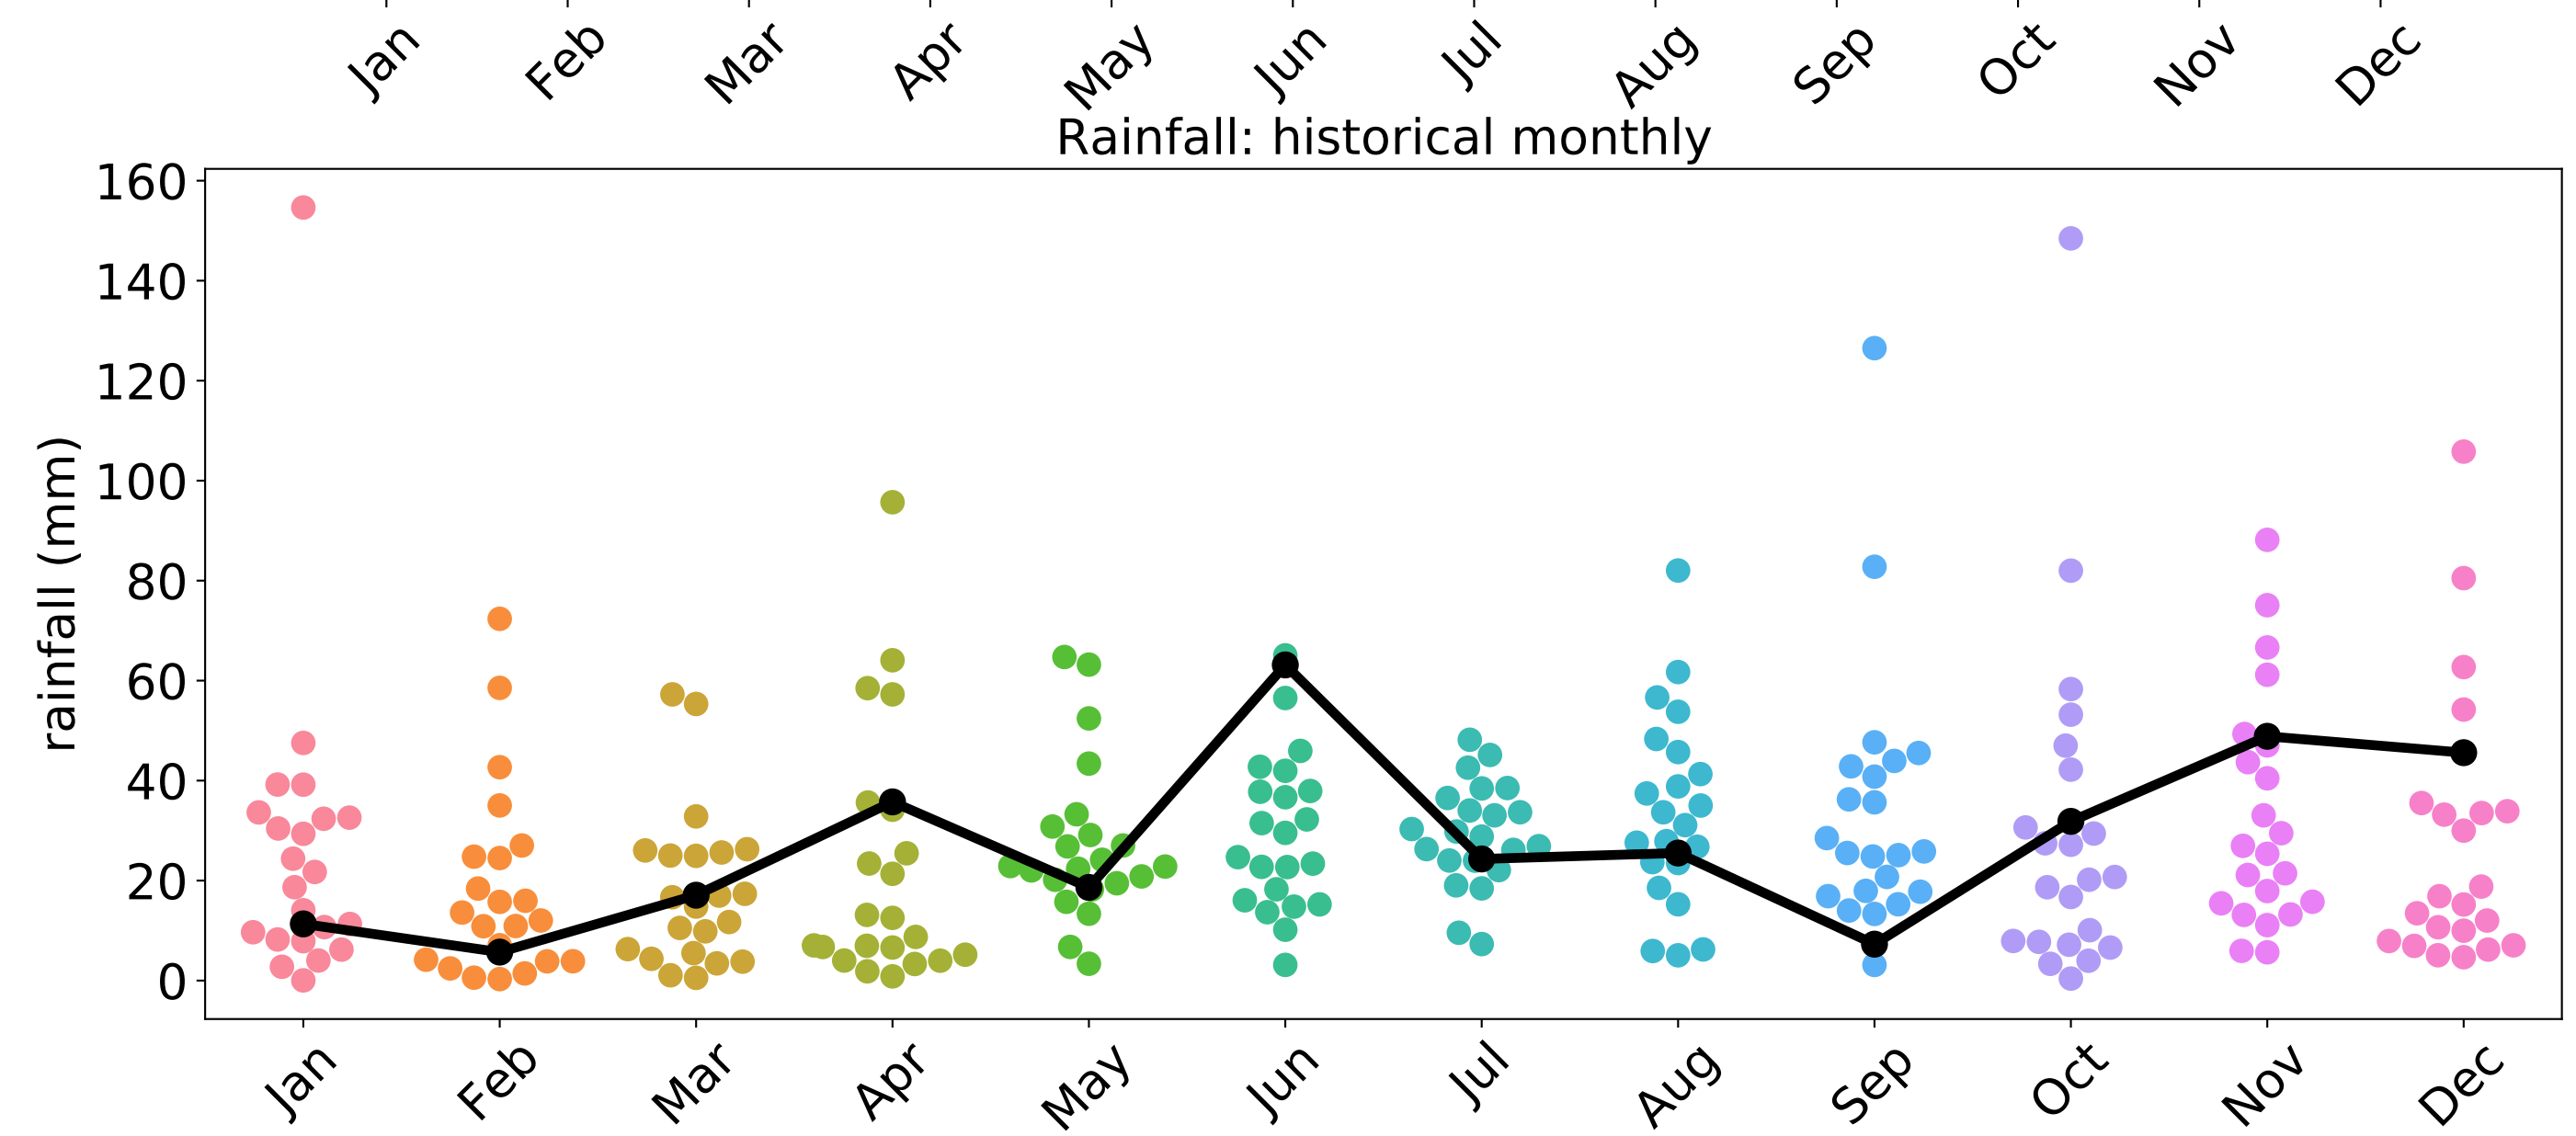 Jan Feb Mar Apr May Jun Jul Aug Sep Oct Nov Dec
Rainfall: historical monthly
160
140
120
100
80
60
40
20
0
rainfall (mm)
Jan Feb Mar Apr May Jun Jul Aug Sep Oct Nov Dec